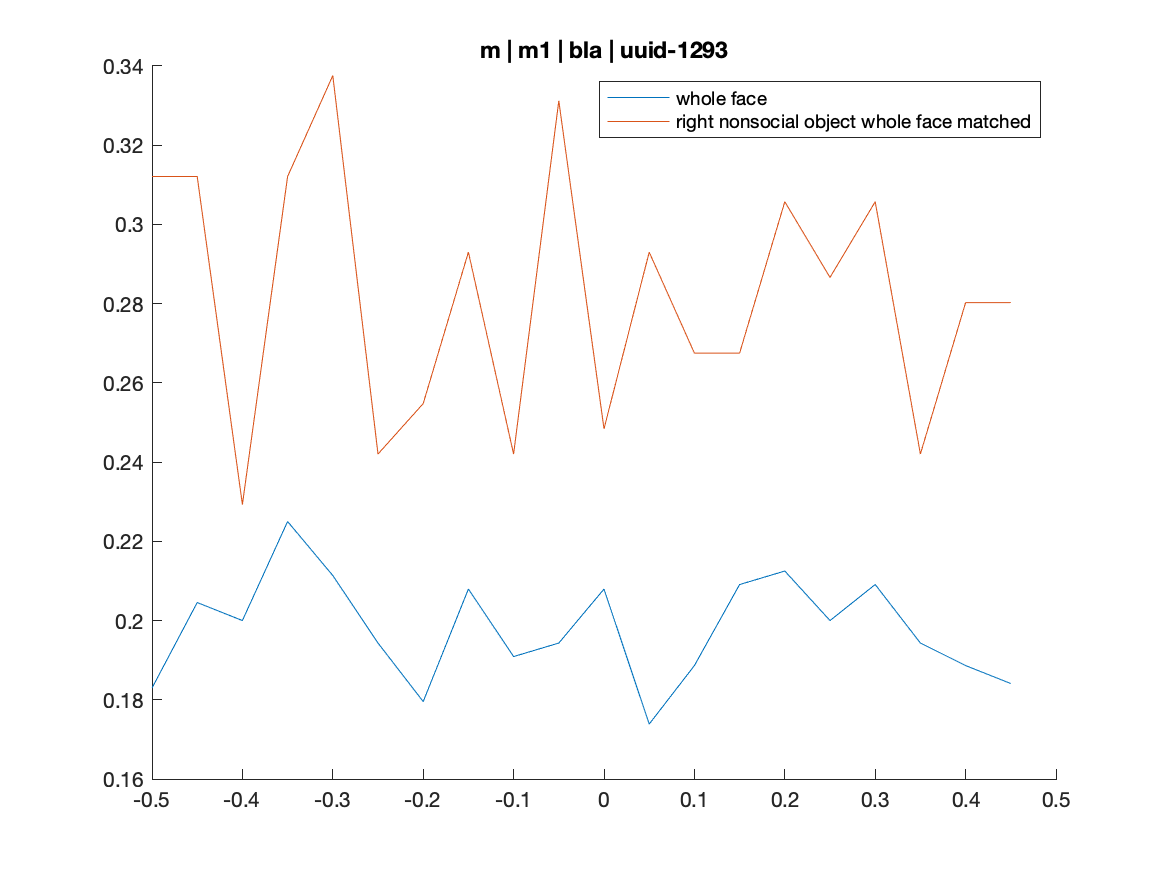 m | m1 | bla | uuid-1293
whole face
right nonsocial object whole face matched
0.34
0.32
0.3
0.28
0.26
0.24
0.22
0.2
0.18
0.16
-0.5 -0.4 -0.3 -0.2 -0.1 0 0.1 0.2 0.3 0.4 0.5